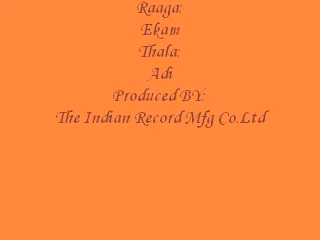 Raaga:
Ekam
Thala:
Adi
Produced BY:
The Indian Record Mfg Co.Ltd